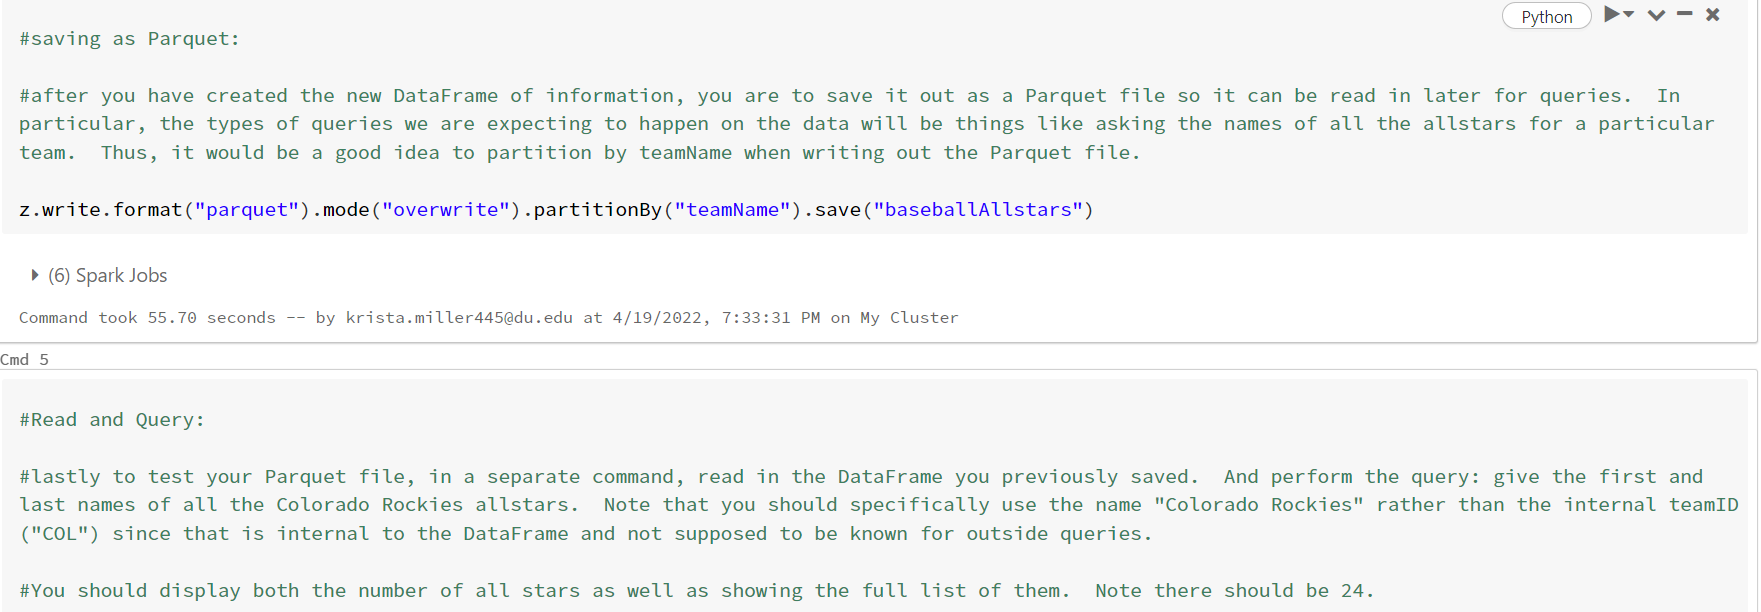 Python
#saving as Parquet:
#after you have created the new DataFrame of information, you are to save it out as a Parquet file so it can be read in later for queries.  In
particular, the types of queries we are expecting to happen on the data will be things like asking the names of all the allstars for a particular
team.  Thus, it would be a good idea to partition by teamName when writing out the Parquet file.
z.write.format("parquet").mode("overwrite").partitionBy("teamName").save("baseballAllstars")
(6) Spark Jobs
Command took 55.70 seconds -- by krista.miller445@du.edu at 4/19/2022, 7:33:31 PM on My Cluster
Cmd 5
#Read and Query:
#lastly to test your Parquet file, in a separate command, read in the DataFrame you previously saved.  And perform the query: give the first and
last names of all the Colorado Rockies allstars.  Note that you should specifically use the name "Colorado Rockies" rather than the internal teamID
("COL") since that is internal to the DataFrame and not supposed to be known for outside queries.
#You should display both the number of all stars as well as showing the full list of them.  Note there should be 24.